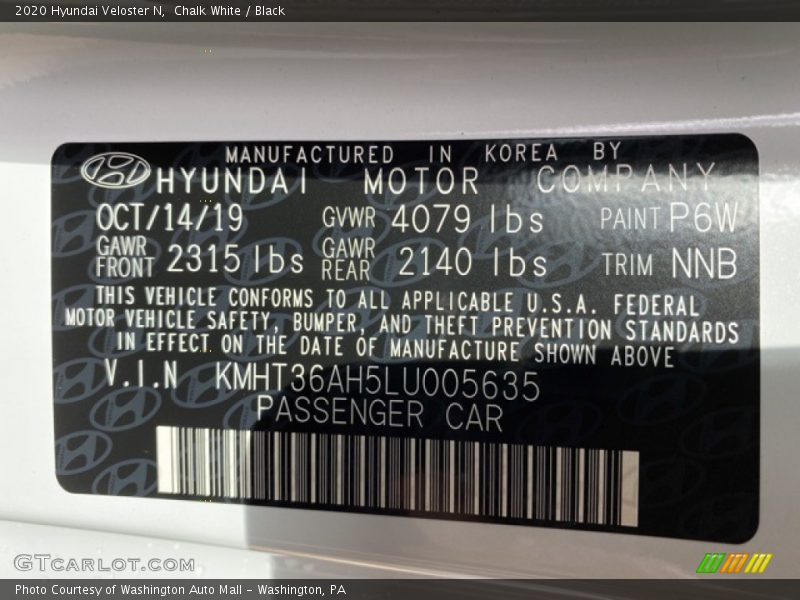 2020 Hyundai Veloster N, Chalk White / Black
MANUFACTURED IN KOREA BY
HYUNDAI MOTOR COMPANY
OCT/14/19 GVWR 4079 lbs PAINT P6W
GAWR FRONT 2315 lbs GAWR REAR 2140 lbs TRIM NNB
THIS VEHICLE CONFORMS TO ALL APPLICABLE U.S.A. FEDERAL
MOTOR VEHICLE SAFETY, BUMPER, AND THEFT PREVENTION STANDARDS
IN EFFECT ON THE DATE OF MANUFACTURE SHOWN ABOVE
V.I.N KMHT36AH5LU005635
PASSENGER CAR
GTCARLOT.COM
Photo Courtesy of Washington Auto Mall - Washington, PA